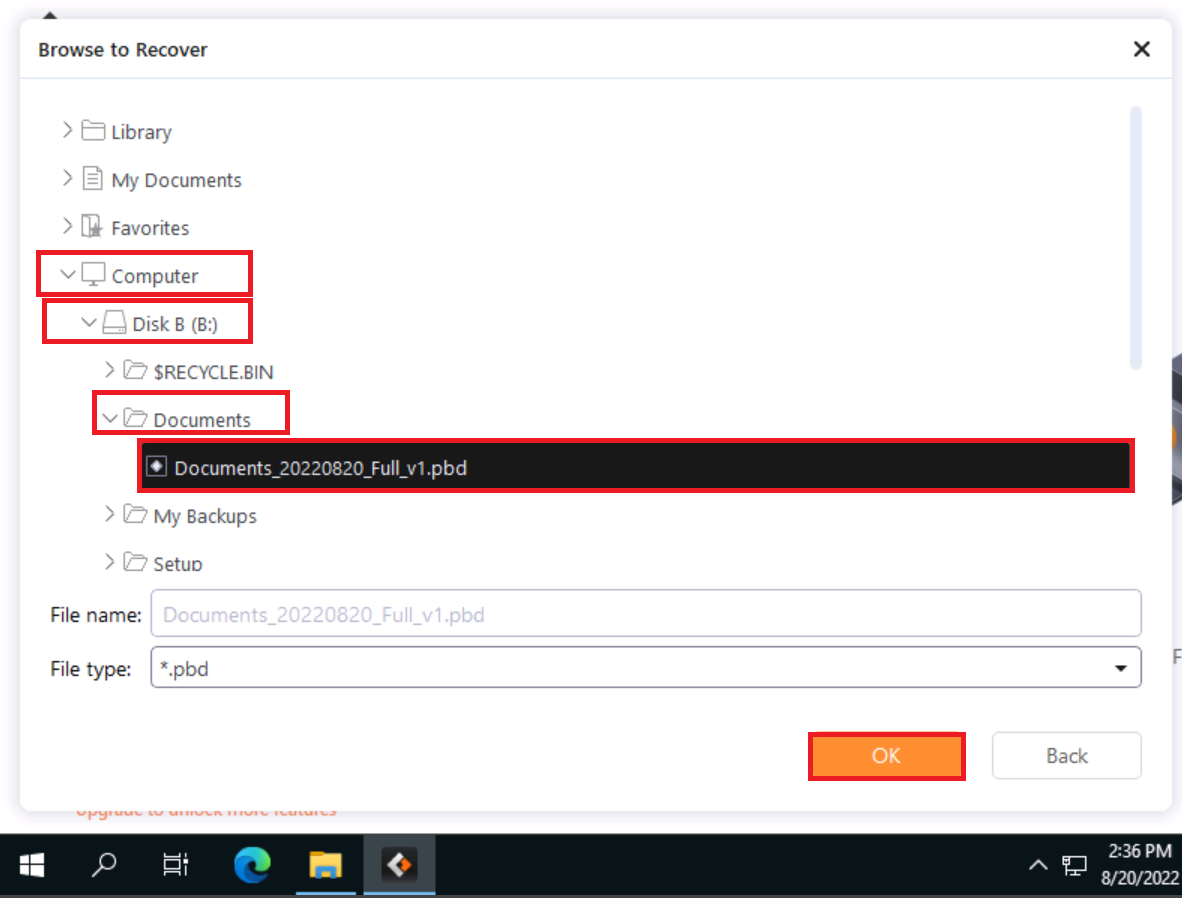 Browse to Recover
Library
My Documents
Favorites
Computer
Disk B (B:)
$RECYCLE.BIN
Documents
Documents_20220820_Full_v1.pbd
My Backups
Setup
File name: Documents_20220820_Full_v1.pbd
File type: *.pbd
F
OK Back
Upgrade to unlock more features
2:36 PM
8/20/2022